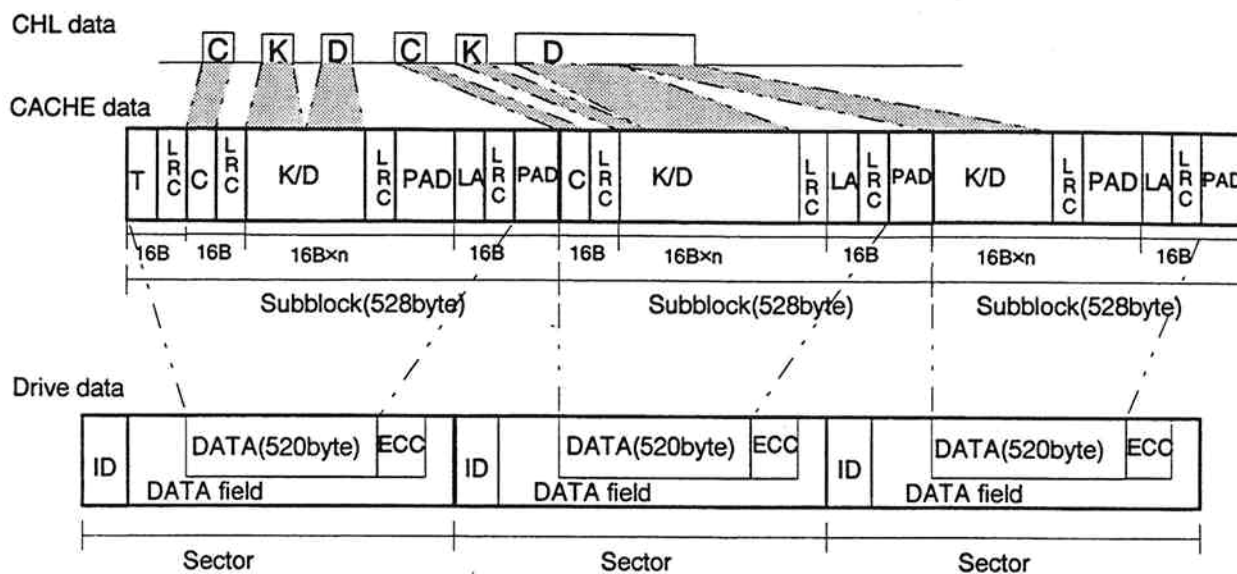 CHL data
C K D C K D
CACHE data
T LRC C LRC K/D LRC PAD LA LRC PAD C LRC K/D LRC LA LRC PAD K/D LRC PAD LA LRC PAD
16B 16B 16B×n 16B 16B 16B×n 16B 16B×n 16B
Subblock(528byte) Subblock(528byte) Subblock(528byte)
Drive data
ID DATA(520byte) ECC ID DATA(520byte) ECC ID DATA(520byte) ECC
DATA field DATA field DATA field
Sector Sector Sector